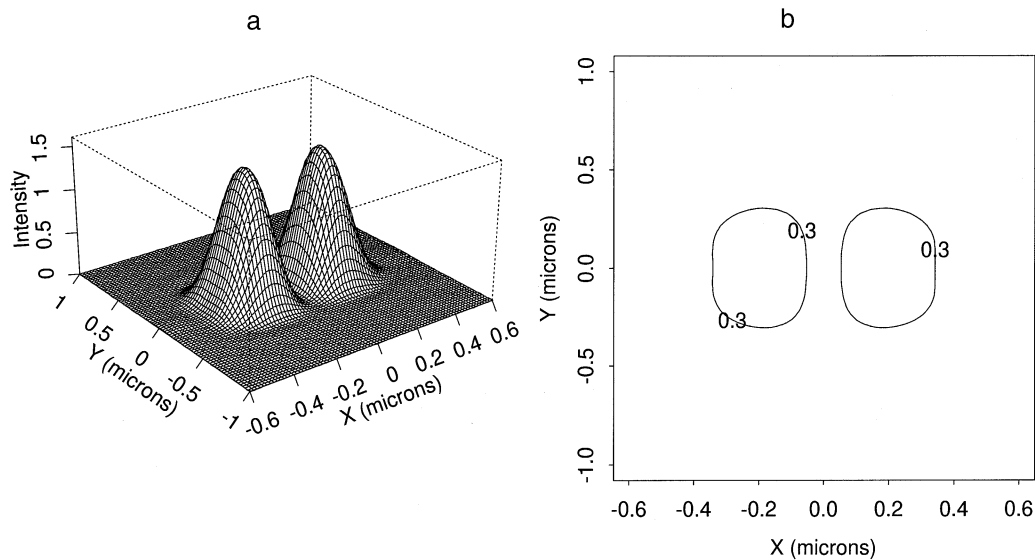 a
Intensity
0 0.5 1 1.5
1 0.5 0 -0.5 -1
Y (microns)
-0.6 -0.4 -0.2 0 0.2 0.4 0.6
X (microns)
b
Y (microns)
1.0
0.5
0.0
-0.5
-1.0
0.3
0.3
0.3
-0.6 -0.4 -0.2 0.0 0.2 0.4 0.6
X (microns)